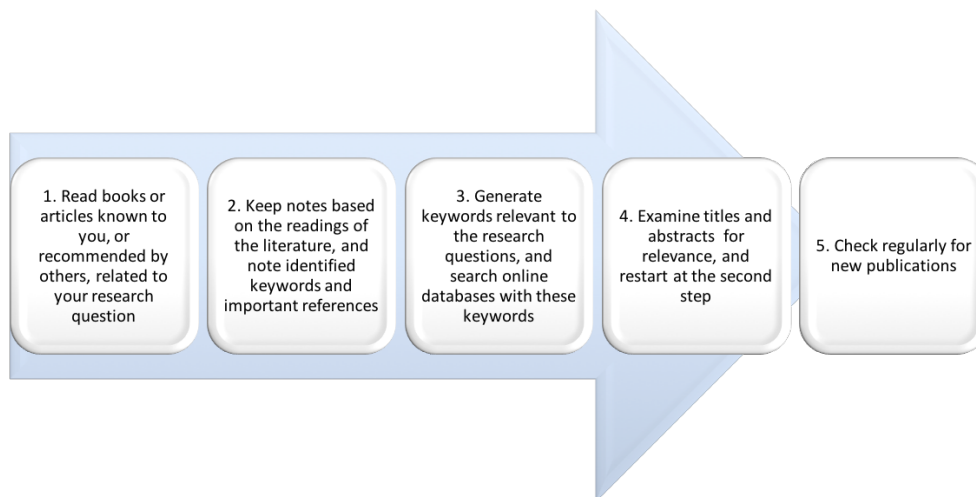 1. Read books or
articles known to
you, or
recommended by
others, related to
your research
question
2. Keep notes based
on the readings of
the literature, and
note identified
keywords and
important references
3. Generate
keywords relevant to
the research
questions, and
search online
databases with these
keywords
4. Examine titles and
abstracts for
relevance, and
restart at the second
step
5. Check regularly for
new publications